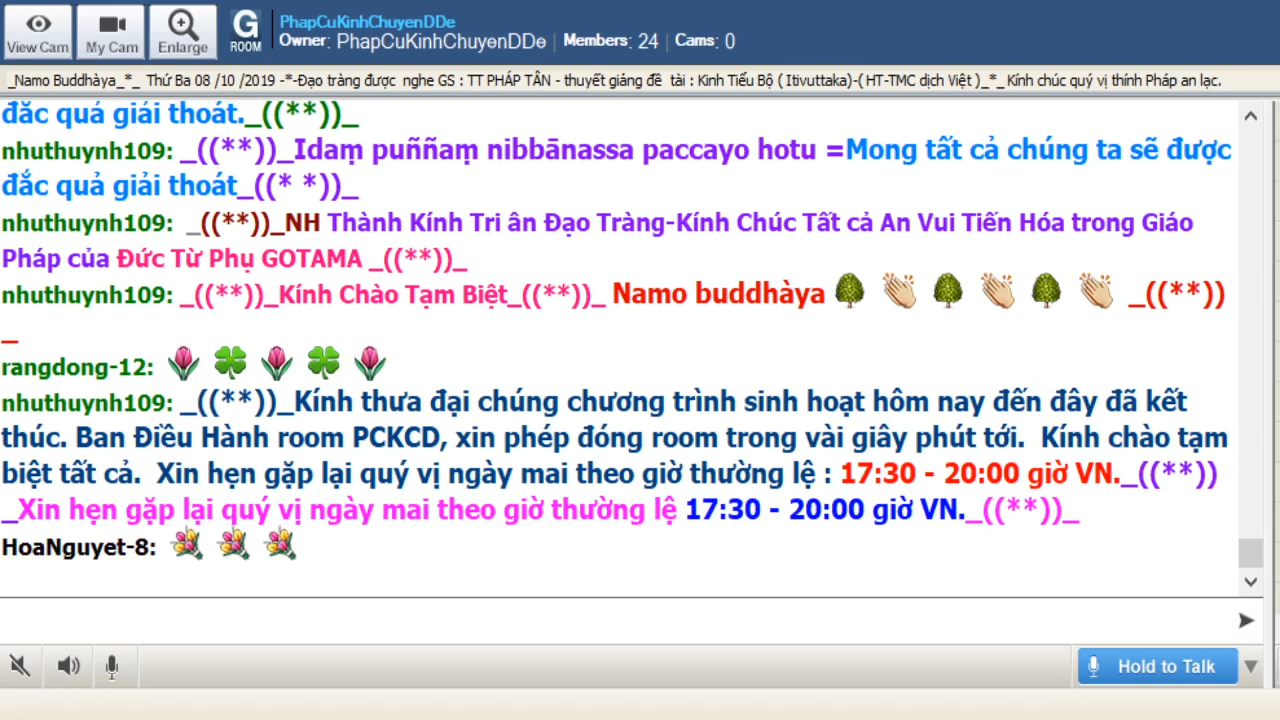 View Cam
My Cam
Enlarge
G
ROOM
PhapCuKinhChuyenDDe
Owner: PhapCuKinhChuyenDDe | Members: 24 | Cams: 0
_Namo Buddhàya_*_ Thứ Ba 08 /10 /2019 -*-Đạo tràng được nghe GS : TT PHÁP TÂN - thuyết giảng đề tài : Kinh Tiểu Bộ ( Itivuttaka)-( HT-TMC dịch Việt )_*_Kính chúc quý vị thính Pháp an lạc.
đăc quá giái thoát._((**))_
nhuthuynh109: _((**))_Idaṃ puññaṃ nibbānassa paccayo hotu =Mong tất cả chúng ta sẽ được
đắc quả giải thoát_((* *))_
nhuthuynh109: _((**))_NH Thành Kính Tri ân Đạo Tràng-Kính Chúc Tất cả An Vui Tiến Hóa trong Giáo
Pháp của Đức Từ Phụ GOTAMA _((**))_
nhuthuynh109: _((**))_Kính Chào Tạm Biệt_((**))_ Namo buddhàya 🌳 👏 🌳 👏 🌳 👏 _((**))
_
rangdong-12: 🌷 🍀 🌷 🍀 🌷
nhuthuynh109: _((**))_Kính thưa đại chúng chương trình sinh hoạt hôm nay đến đây đã kết
thúc. Ban Điều Hành room PCKCD, xin phép đóng room trong vài giây phút tới. Kính chào tạm
biệt tất cả. Xin hẹn gặp lại quý vị ngày mai theo giờ thường lệ : 17:30 - 20:00 giờ VN._((**))
_Xin hẹn gặp lại quý vị ngày mai theo giờ thường lệ 17:30 - 20:00 giờ VN._((**))_
HoaNguyet-8: 💐 💐 💐
Hold to Talk